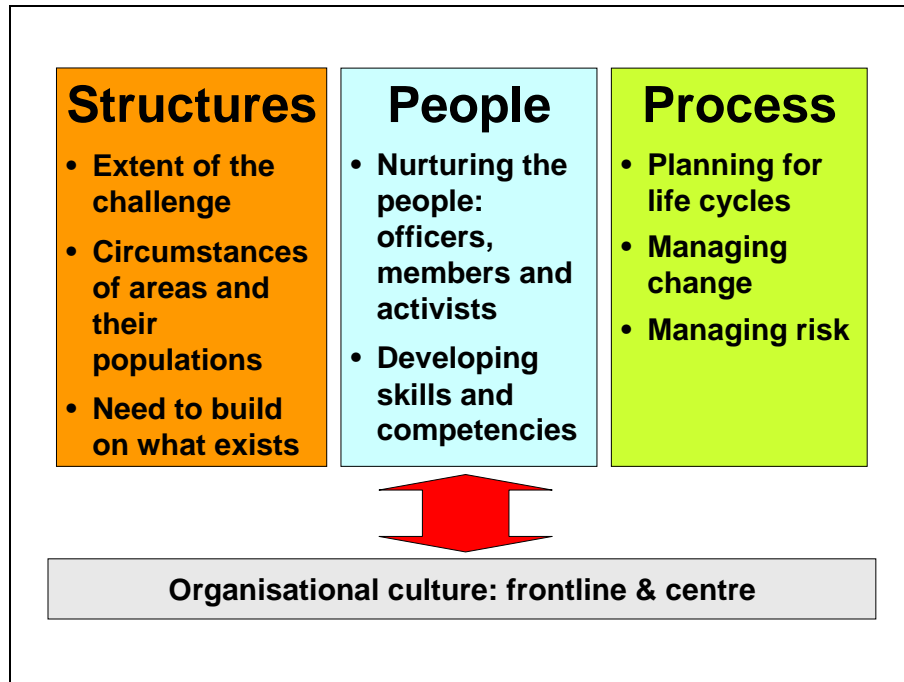 Structures
• Extent of the
challenge
• Circumstances
of areas and
their
populations
• Need to build
on what exists
People
• Nurturing the
people:
officers,
members and
activists
• Developing
skills and
competencies
Process
• Planning for
life cycles
• Managing
change
• Managing risk
Organisational culture: frontline & centre